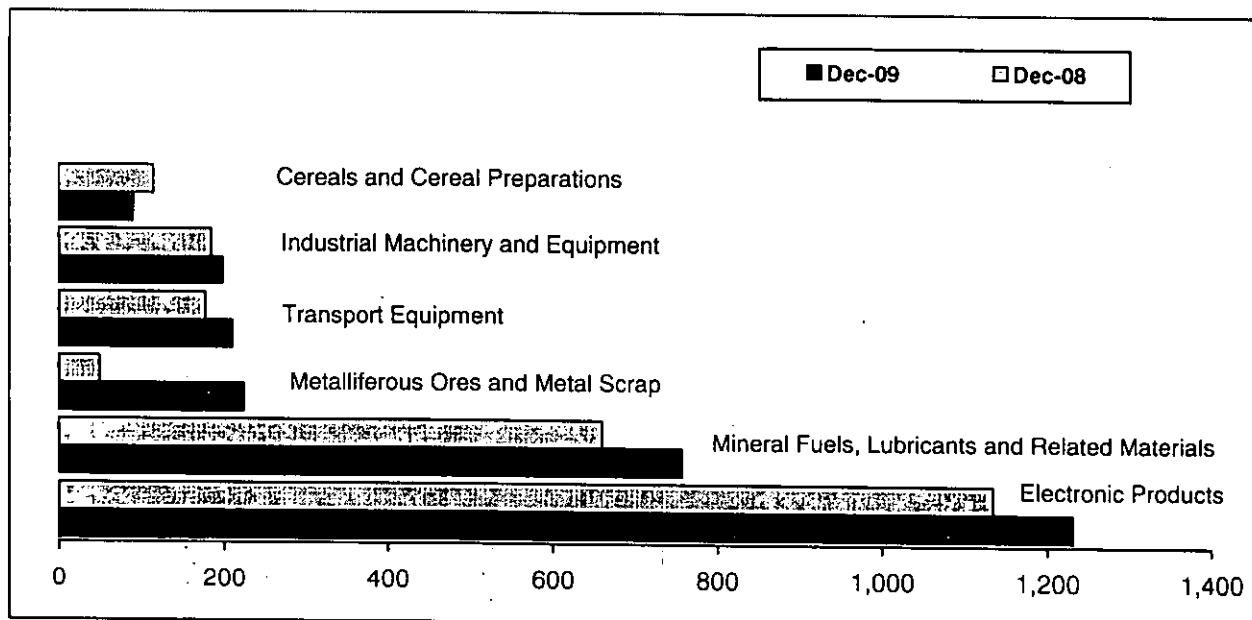 Dec-09 Dec-08
Cereals and Cereal Preparations
Industrial Machinery and Equipment
Transport Equipment
Metalliferous Ores and Metal Scrap
Mineral Fuels, Lubricants and Related Materials
Electronic Products
0 200 400 600 800 1,000 1,200 1,400